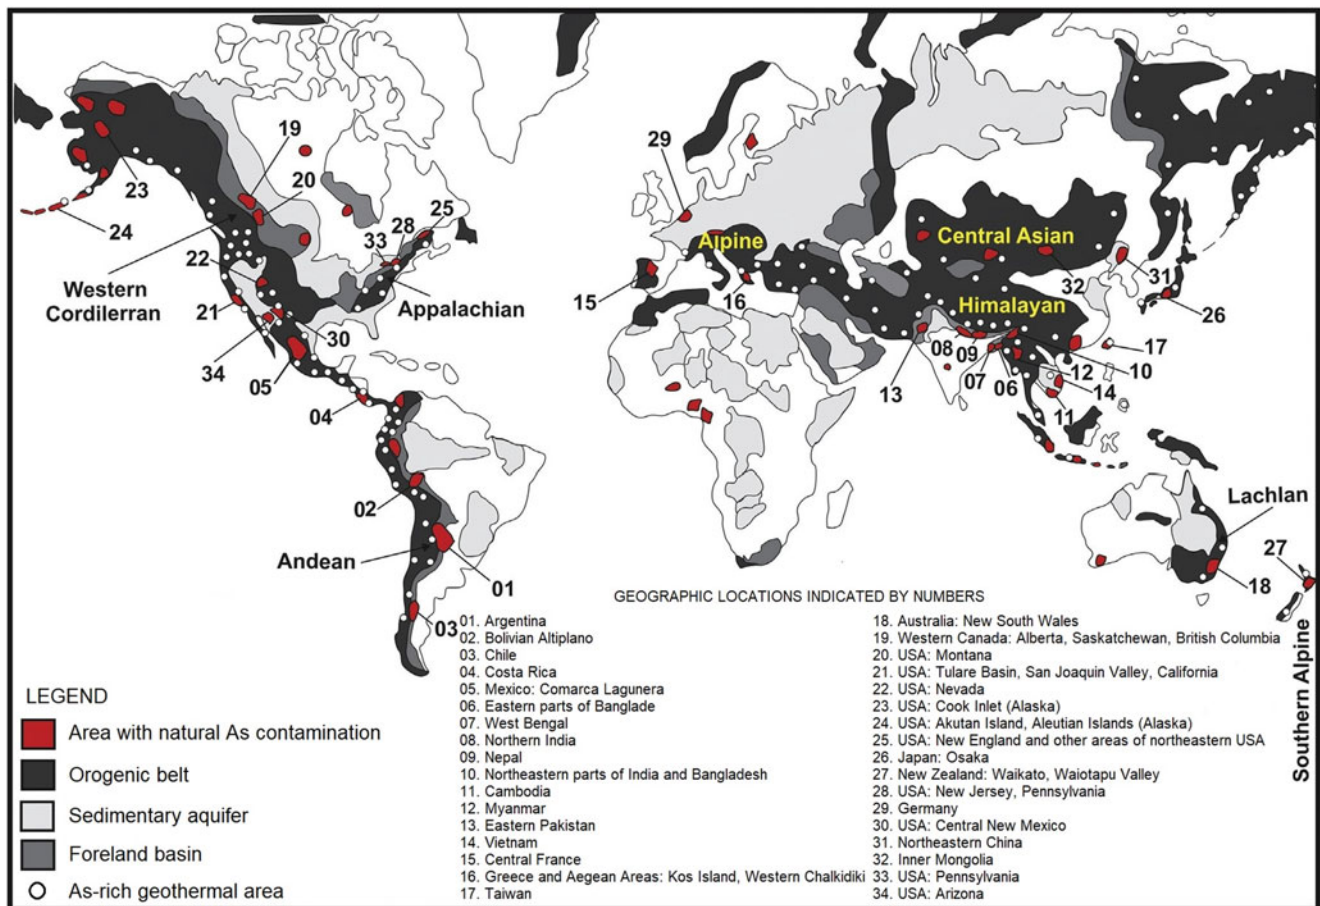 19
20
23
24
22
21
34
05
04
30
33
28
25
Western
Cordilerran
Appalachian
02
Andean
01
03
29
Alpine
15
16
Central Asian
Himalayan
32
31
26
17
13
08
09
07
06
12
14
10
11
Lachlan
27
18
Southern Alpine
GEOGRAPHIC LOCATIONS INDICATED BY NUMBERS
01. Argentina
02. Bolivian Altiplano
03. Chile
04. Costa Rica
05. Mexico: Comarca Lagunera
06. Eastern parts of Banglade
07. West Bengal
08. Northern India
09. Nepal
10. Northeastern parts of India and Bangladesh
11. Cambodia
12. Myanmar
13. Eastern Pakistan
14. Vietnam
15. Central France
16. Greece and Aegean Areas: Kos Island, Western Chalkidiki
17. Taiwan
18. Australia: New South Wales
19. Western Canada: Alberta, Saskatchewan, British Columbia
20. USA: Montana
21. USA: Tulare Basin, San Joaquin Valley, California
22. USA: Nevada
23. USA: Cook Inlet (Alaska)
24. USA: Akutan Island, Aleutian Islands (Alaska)
25. USA: New England and other areas of northeastern USA
26. Japan: Osaka
27. New Zealand: Waikato, Waiotapu Valley
28. USA: New Jersey, Pennsylvania
29. Germany
30. USA: Central New Mexico
31. Northeastern China
32. Inner Mongolia
33. USA: Pennsylvania
34. USA: Arizona
LEGEND
Area with natural As contamination
Orogenic belt
Sedimentary aquifer
Foreland basin
As-rich geothermal area